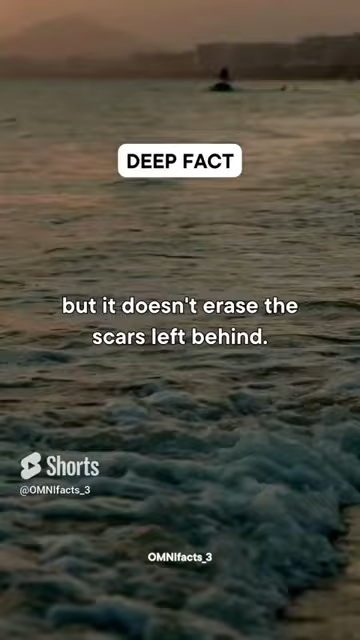 DEEP FACT
but it doesn't erase the
scars left behind.
Shorts
@OMNIfacts_3
OMNIfacts_3